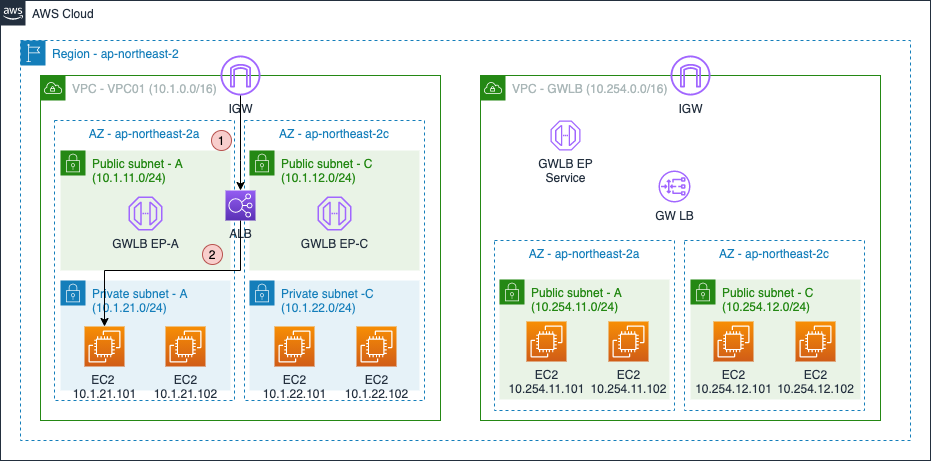 aws
AWS Cloud
Region - ap-northeast-2
VPC - VPC01 (10.1.0.0/16)
IGW
AZ - ap-northeast-2a
1
AZ - ap-northeast-2c
Public subnet - A
(10.1.11.0/24)
Public subnet - C
(10.1.12.0/24)
GWLB EP-A
ALB
GWLB EP-C
2
Private subnet - A
(10.1.21.0/24)
Private subnet -C
(10.1.22.0/24)
EC2
10.1.21.101
EC2
10.1.21.102
EC2
10.1.22.101
EC2
10.1.22.102
VPC - GWLB (10.254.0.0/16)
IGW
GWLB EP
Service
GW LB
AZ - ap-northeast-2a
AZ - ap-northeast-2c
Public subnet - A
(10.254.11.0/24)
Public subnet - C
(10.254.12.0/24)
EC2
10.254.11.101
EC2
10.254.11.102
EC2
10.254.12.101
EC2
10.254.12.102